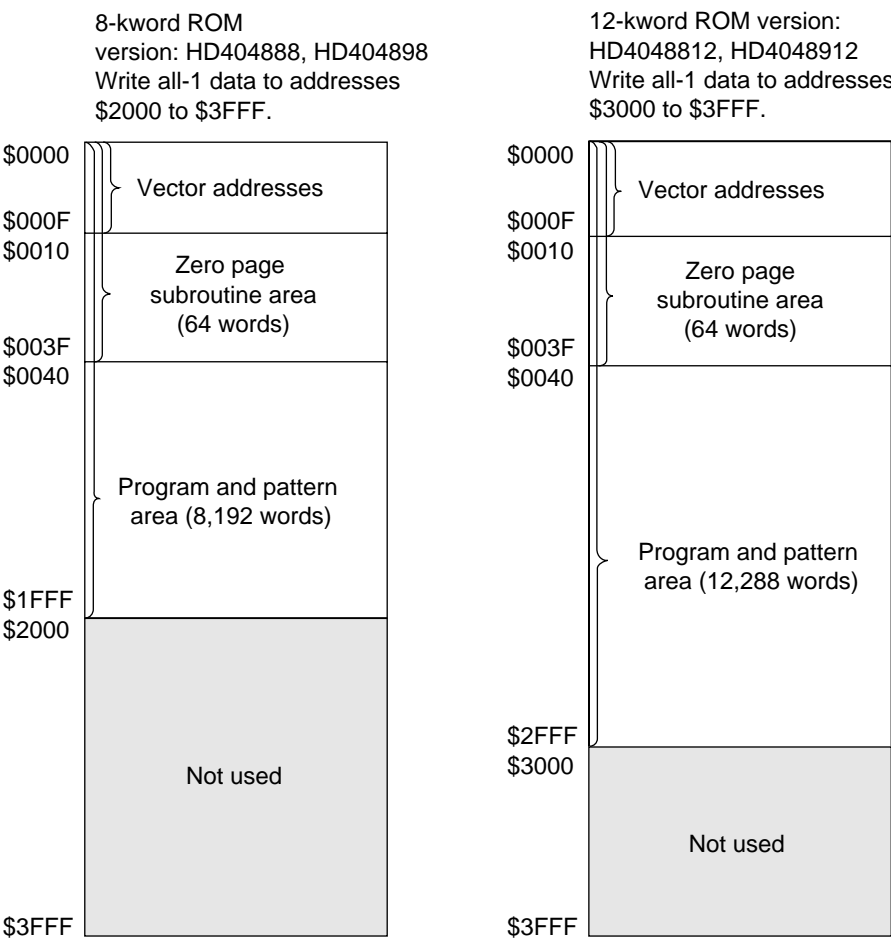 8-kword ROM
version: HD404888, HD404898
Write all-1 data to addresses
$2000 to $3FFF.
$0000
Vector addresses
$000F
$0010
Zero page
subroutine area
(64 words)
$003F
$0040
Program and pattern
area (8,192 words)
$1FFF
$2000
Not used
$3FFF
12-kword ROM version:
HD4048812, HD4048912
Write all-1 data to addresses
$3000 to $3FFF.
$0000
Vector addresses
$000F
$0010
Zero page
subroutine area
(64 words)
$003F
$0040
Program and pattern
area (12,288 words)
$2FFF
$3000
Not used
$3FFF